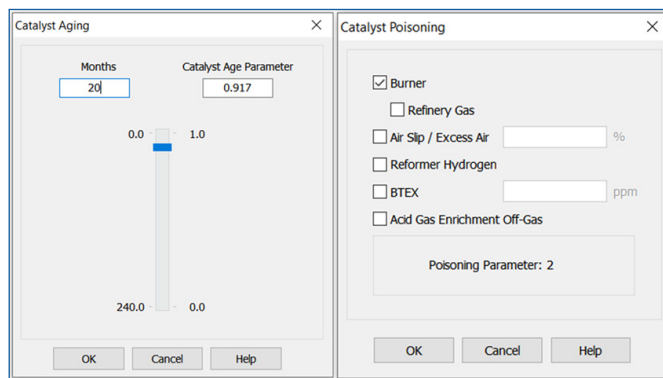 Catalyst Aging
Months Catalyst Age Parameter
20 0.917
0.0 1.0
240.0 0.0
OK Cancel Help
Catalyst Poisoning
Burner
Refinery Gas
Air Slip / Excess Air %
Reformer Hydrogen
BTEX ppm
Acid Gas Enrichment Off-Gas
Poisoning Parameter: 2
OK Cancel Help